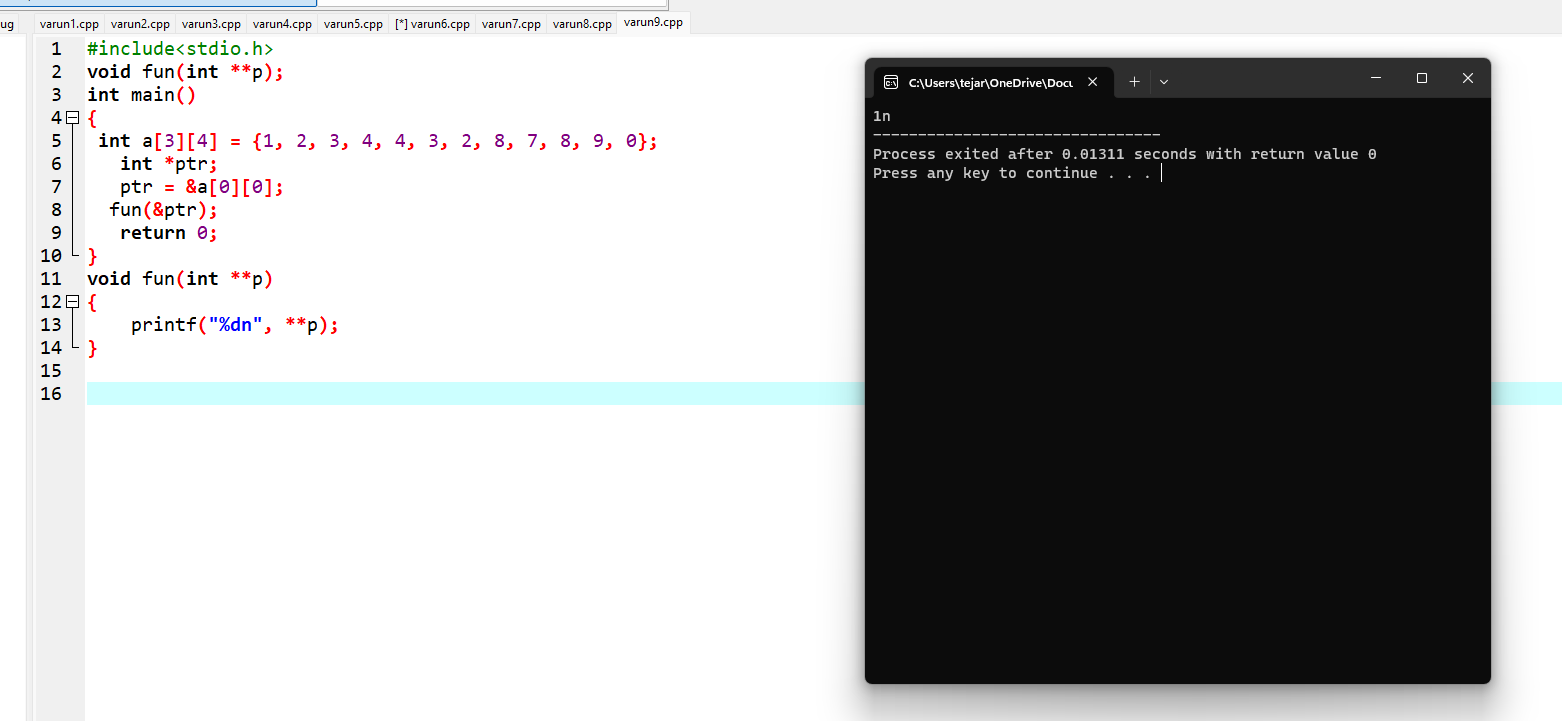 ug
varun1.cpp varun2.cpp varun3.cpp varun4.cpp varun5.cpp [*] varun6.cpp varun7.cpp varun8.cpp varun9.cpp
1 #include<stdio.h>
2 void fun(int **p);
3 int main()
4 {
5 int a[3][4] = {1, 2, 3, 4, 4, 3, 2, 8, 7, 8, 9, 0};
6 int *ptr;
7 ptr = &a[0][0];
8 fun(&ptr);
9 return 0;
10 }
11 void fun(int **p)
12 {
13 printf("%dn", **p);
14 }
15
16
C:\Users\tejar\OneDrive\Docu
1n
--------------------------------
Process exited after 0.01311 seconds with return value 0
Press any key to continue . . .